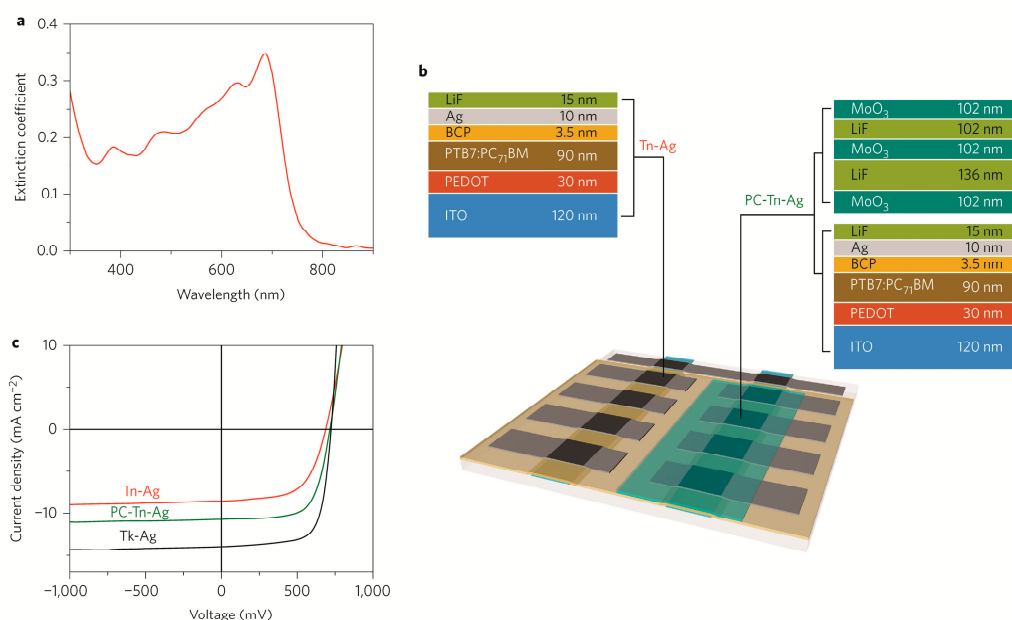 a
0.4
0.3
0.2
0.1
0.0
Extinction coefficient
400
600
800
Wavelength (nm)
b
LiF 15 nm
Ag 10 nm
BCP 3.5 nm
PTB7:PC71BM 90 nm
PEDOT 30 nm
ITO 120 nm
Tn-Ag
PC-Tn-Ag
MoO3 102 nm
LiF 102 nm
MoO3 102 nm
LiF 136 nm
MoO3 102 nm
LiF 15 nm
Ag 10 nm
BCP 3.5 nm
PTB7:PC71BM 90 nm
PEDOT 30 nm
ITO 120 nm
c
10
0
−10
Current density (mA cm−2)
In-Ag
PC-Tn-Ag
Tk-Ag
−1,000
−500
0
500
1,000
Voltage (mV)